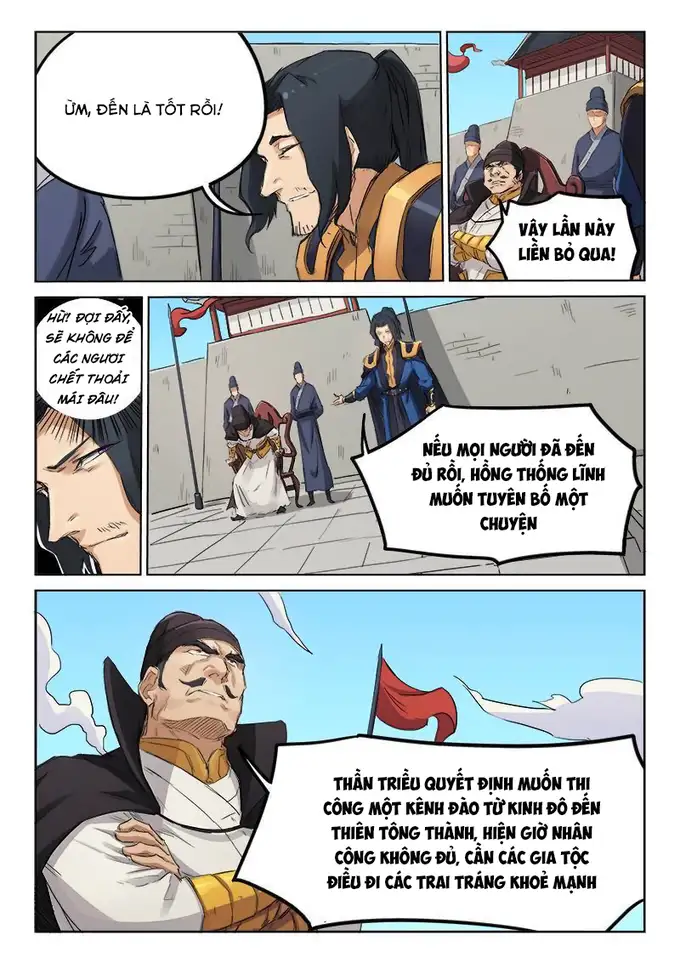 ỪM, ĐẾN LÀ TỐT RỒI!
VẬY LẦN NÀY
LIỀN BỎ QUA!
HỪ! ĐỢI ĐẤY,
SẼ KHÔNG ĐỂ
CÁC NGƯƠI
CHẾT THOẢI
MÁI ĐÂU!
NẾU MỌI NGƯỜI ĐÃ ĐẾN
ĐỦ RỒI, HỒNG THỐNG LĨNH
MUỐN TUYÊN BỐ MỘT
CHUYỆN
THẦN TRIỀU QUYẾT ĐỊNH MUỐN THI
CÔNG MỘT KÊNH ĐÀO TỪ KINH ĐÔ ĐẾN
THIÊN TÔNG THÀNH, HIỆN GIỜ NHÂN
CÔNG KHÔNG ĐỦ, CẦN CÁC GIA TỘC
ĐIỀU ĐI CÁC TRAI TRÁNG KHOẺ MẠNH